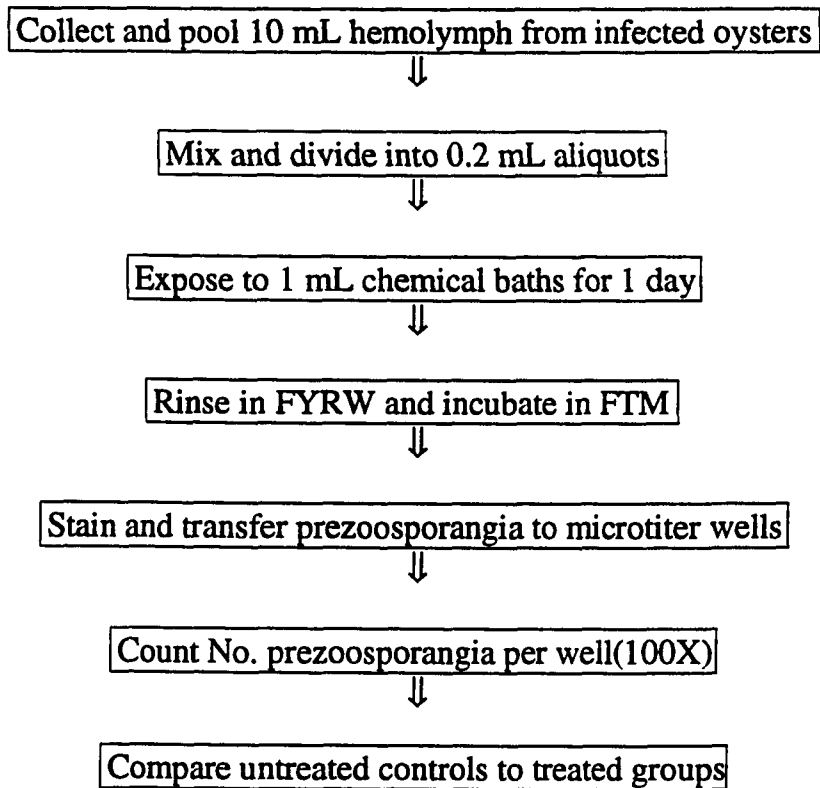 Collect and pool 10 mL hemolymph from infected oysters
⇓
Mix and divide into 0.2 mL aliquots
⇓
Expose to 1 mL chemical baths for 1 day
⇓
Rinse in FYRW and incubate in FTM
⇓
Stain and transfer prezoosporangia to microtiter wells
⇓
Count No. prezoosporangia per well(100X)
⇓
Compare untreated controls to treated groups